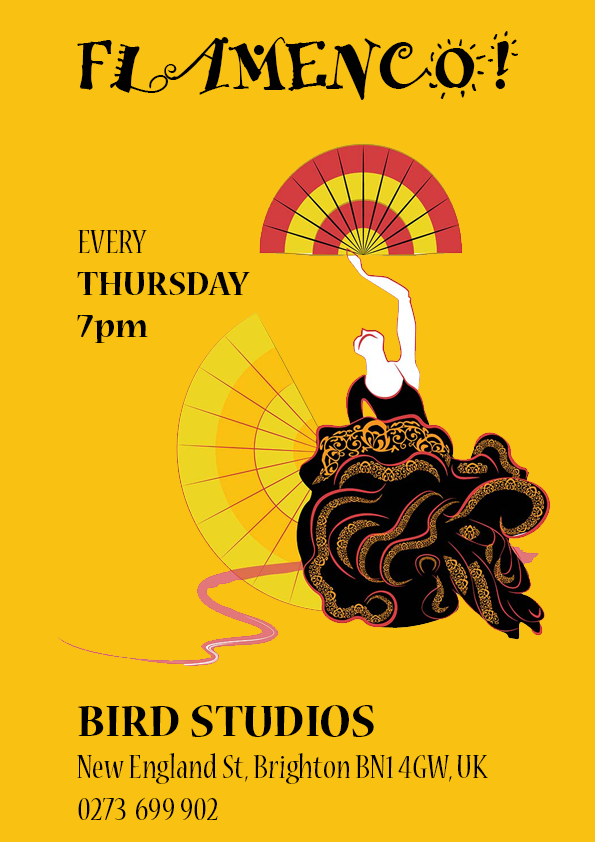 FLAMENCO!
EVERY
THURSDAY
7pm
BIRD STUDIOS
New England St, Brighton BN1 4GW, UK
0273 699 902